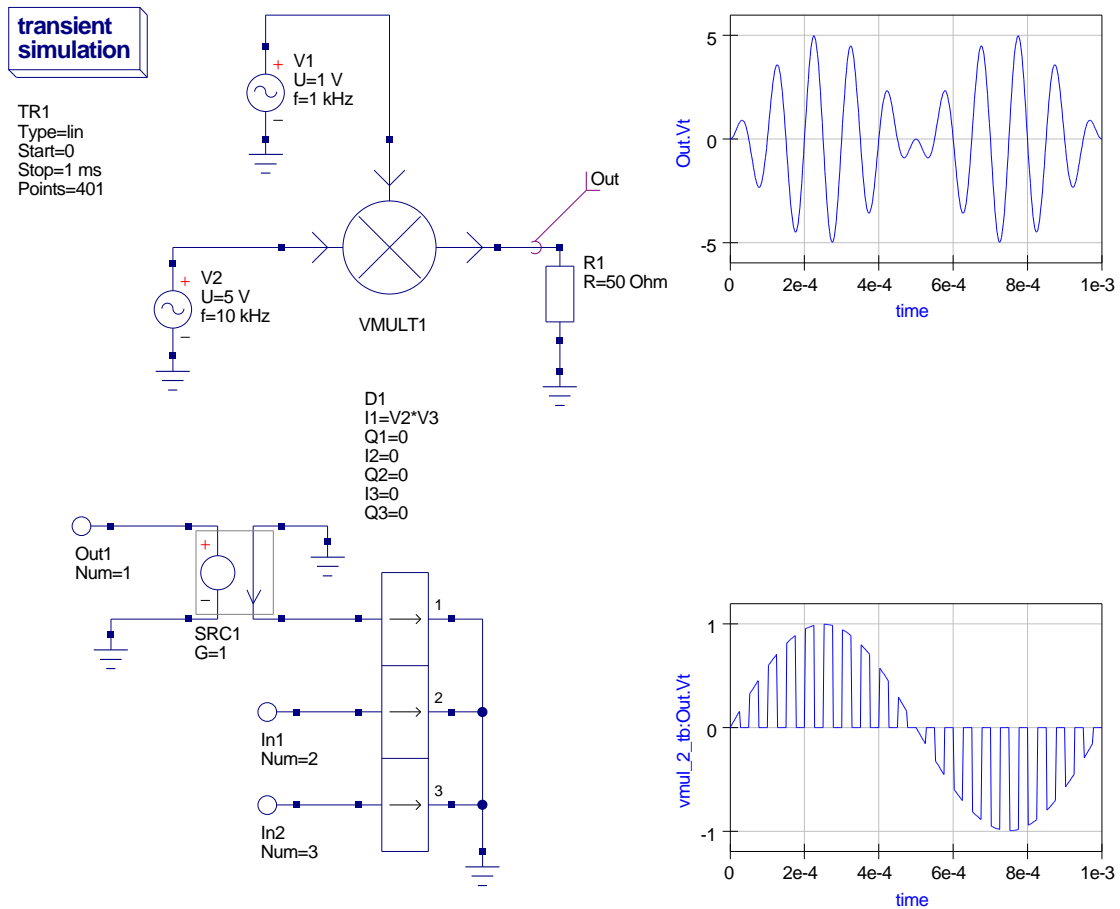 transient
simulation
TR1
Type=lin
Start=0
Stop=1 ms
Points=401
+
V1
U=1 V
f=1 kHz
−
+
V2
U=5 V
f=10 kHz
−
VMULT1
Out
R1
R=50 Ohm
Out.Vt
5
0
-5
0
2e-4
4e-4
6e-4
8e-4
1e-3
time
D1
I1=V2*V3
Q1=0
I2=0
Q2=0
I3=0
Q3=0
Out1
Num=1
+
−
SRC1
G=1
1
In1
Num=2
2
In2
Num=3
3
vmul_2_tb:Out.Vt
1
0
-1
0
2e-4
4e-4
6e-4
8e-4
1e-3
time